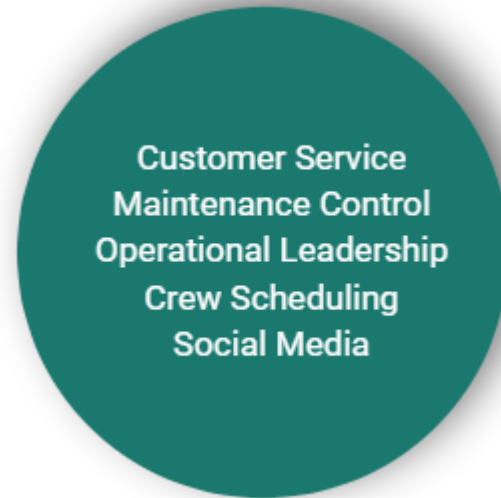 Customer Service
Maintenance Control
Operational Leadership
Crew Scheduling
Social Media